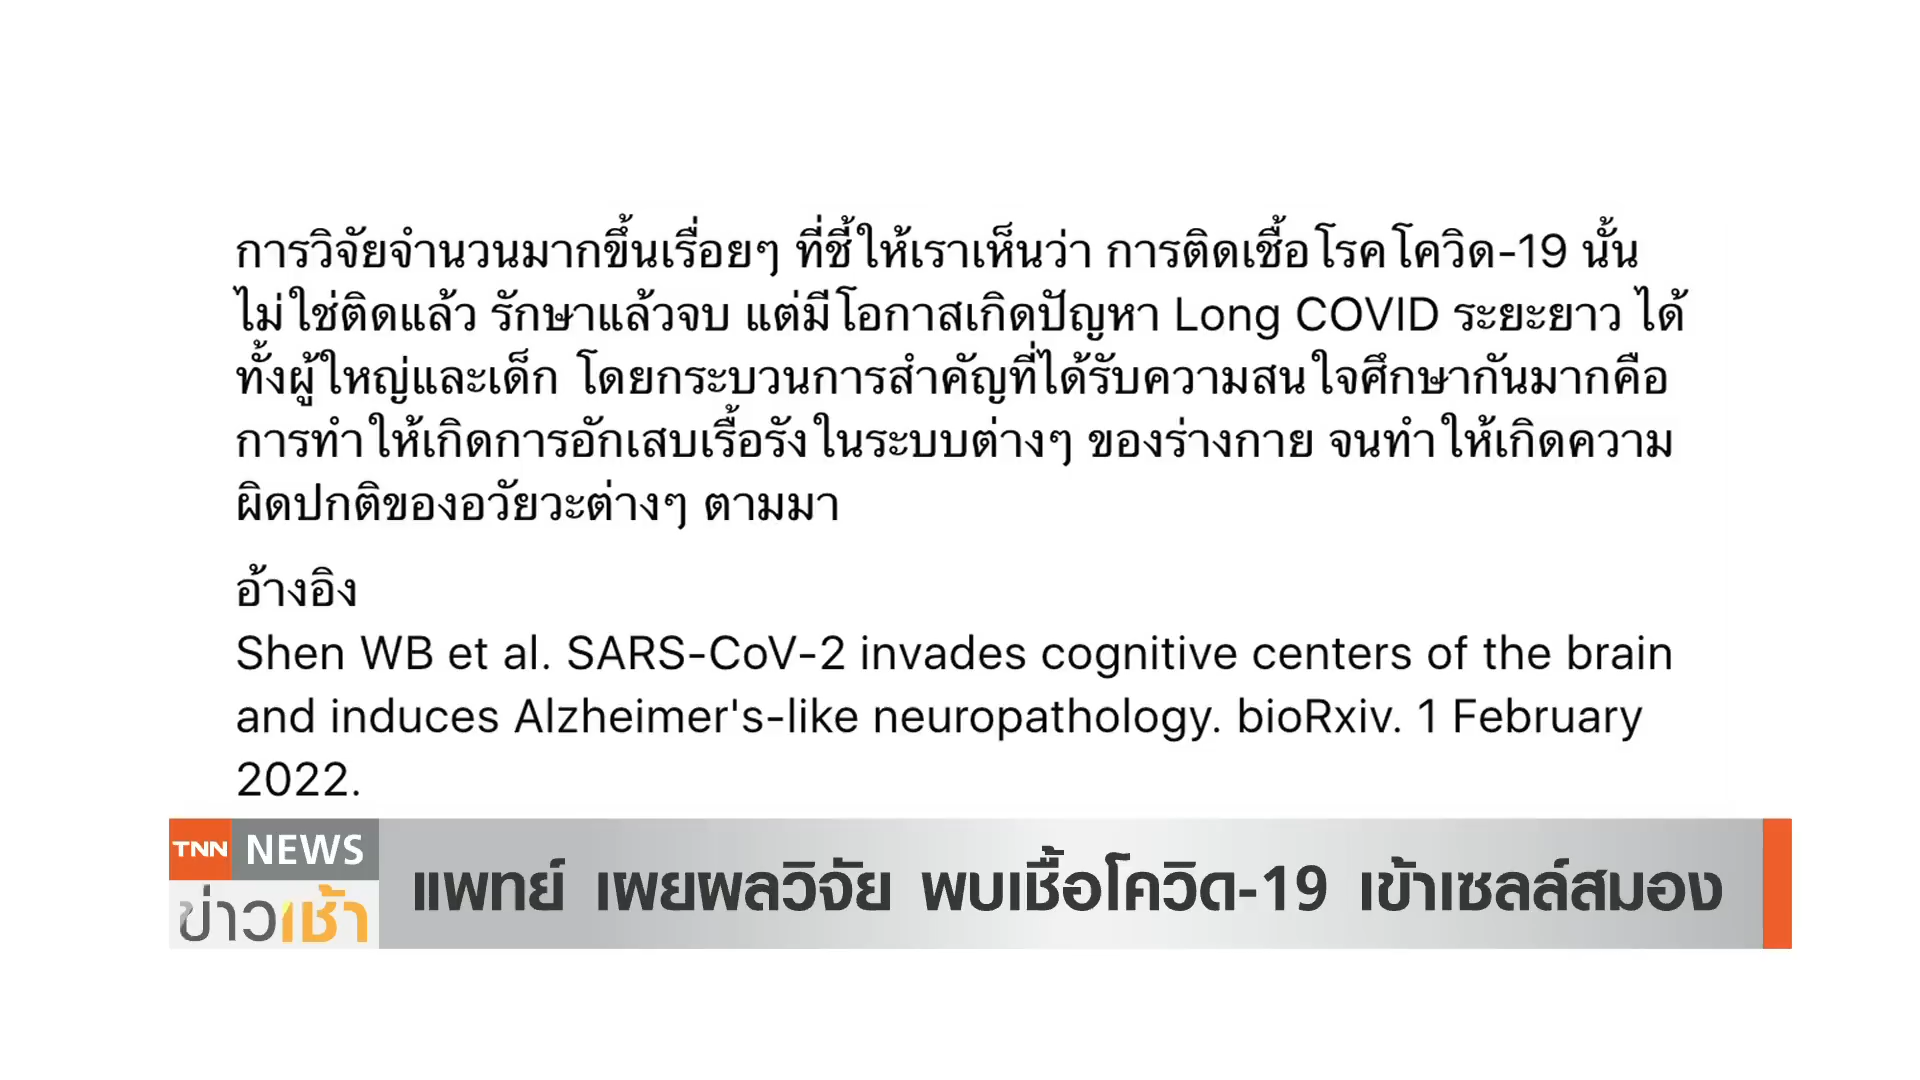 การวิจัยจำนวนมากขึ้นเรื่อยๆ ที่ชี้ให้เราเห็นว่า การติดเชื้อโรคโควิด-19 นั้น
ไม่ใช่ติดแล้ว รักษาแล้วจบ แต่มีโอกาสเกิดปัญหา Long COVID ระยะยาว ได้
ทั้งผู้ใหญ่และเด็ก โดยกระบวนการสำคัญที่ได้รับความสนใจศึกษากันมากคือ
การทำให้เกิดการอักเสบเรื้อรังในระบบต่างๆ ของร่างกาย จนทำให้เกิดความ
ผิดปกติของอวัยวะต่างๆ ตามมา
อ้างอิง
Shen WB et al. SARS-CoV-2 invades cognitive centers of the brain
and induces Alzheimer's-like neuropathology. bioRxiv. 1 February
2022.
TNN NEWS
ข่าวเช้า
แพทย์ เผยผลวิจัย พบเชื้อโควิด-19 เข้าเซลล์สมอง